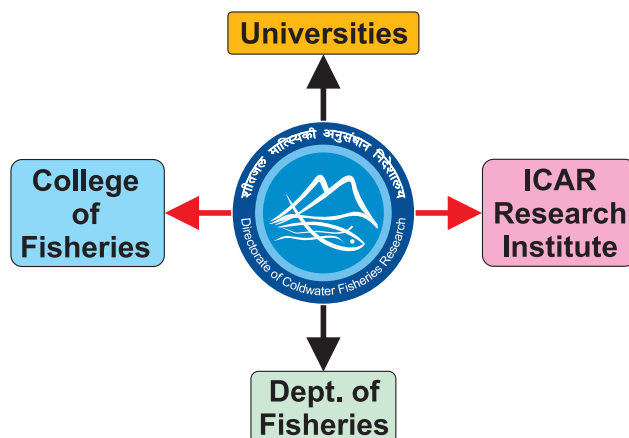 Universities
College
of
Fisheries
शीतजल मात्स्यिकी अनुसंधान निदेशालय
Directorate of Coldwater Fisheries Research
ICAR
Research
Institute
Dept. of
Fisheries